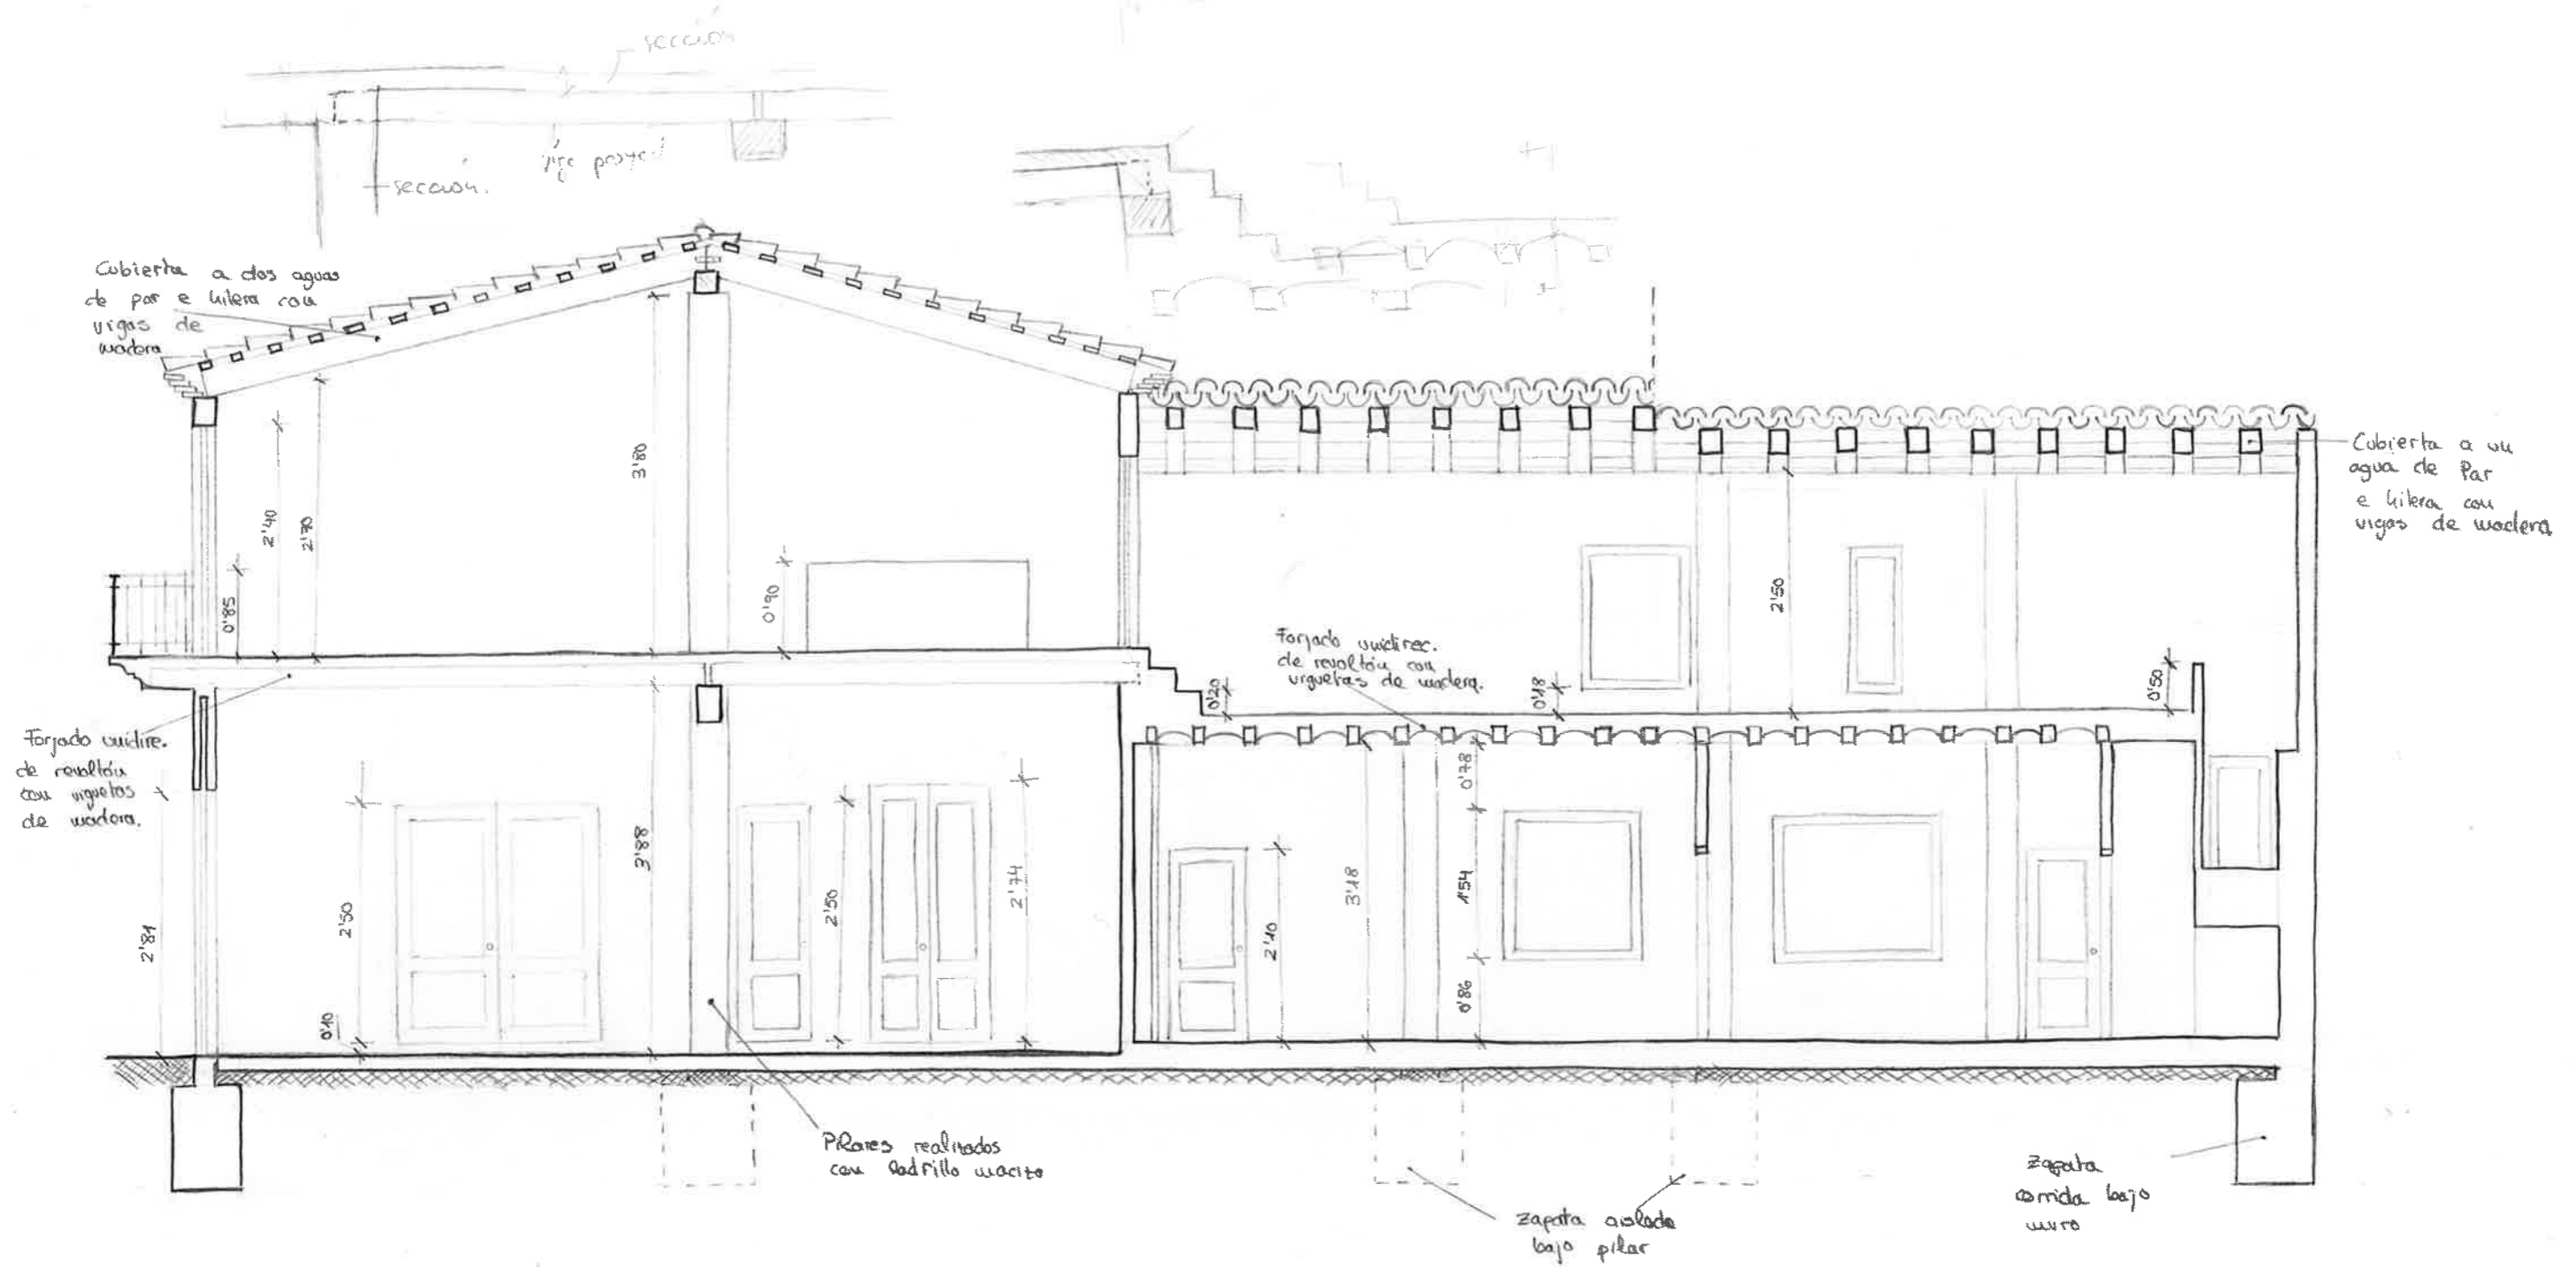 sección
sección.
Cubierta a dos aguas
de par e hilera con
vigas de
madera
Cubierta a un
agua de Par
e hilera con
vigas de madera
3'80
2'40
2'70
0'85
0'90
2'50
Forjado unidirec.
de revoltón con
viguetas de madera.
0'20
0'18
0'50
Forjado unidire.
de revoltón
con viguetas
de madera.
0'78
3'88
2'81
2'50
2'50
2'74
3'18
1'54
2'10
0'86
0'10
Pilares realizados
con ladrillo macizo
Zapata aislada
bajo pilar
Zapata
corrida bajo
muro